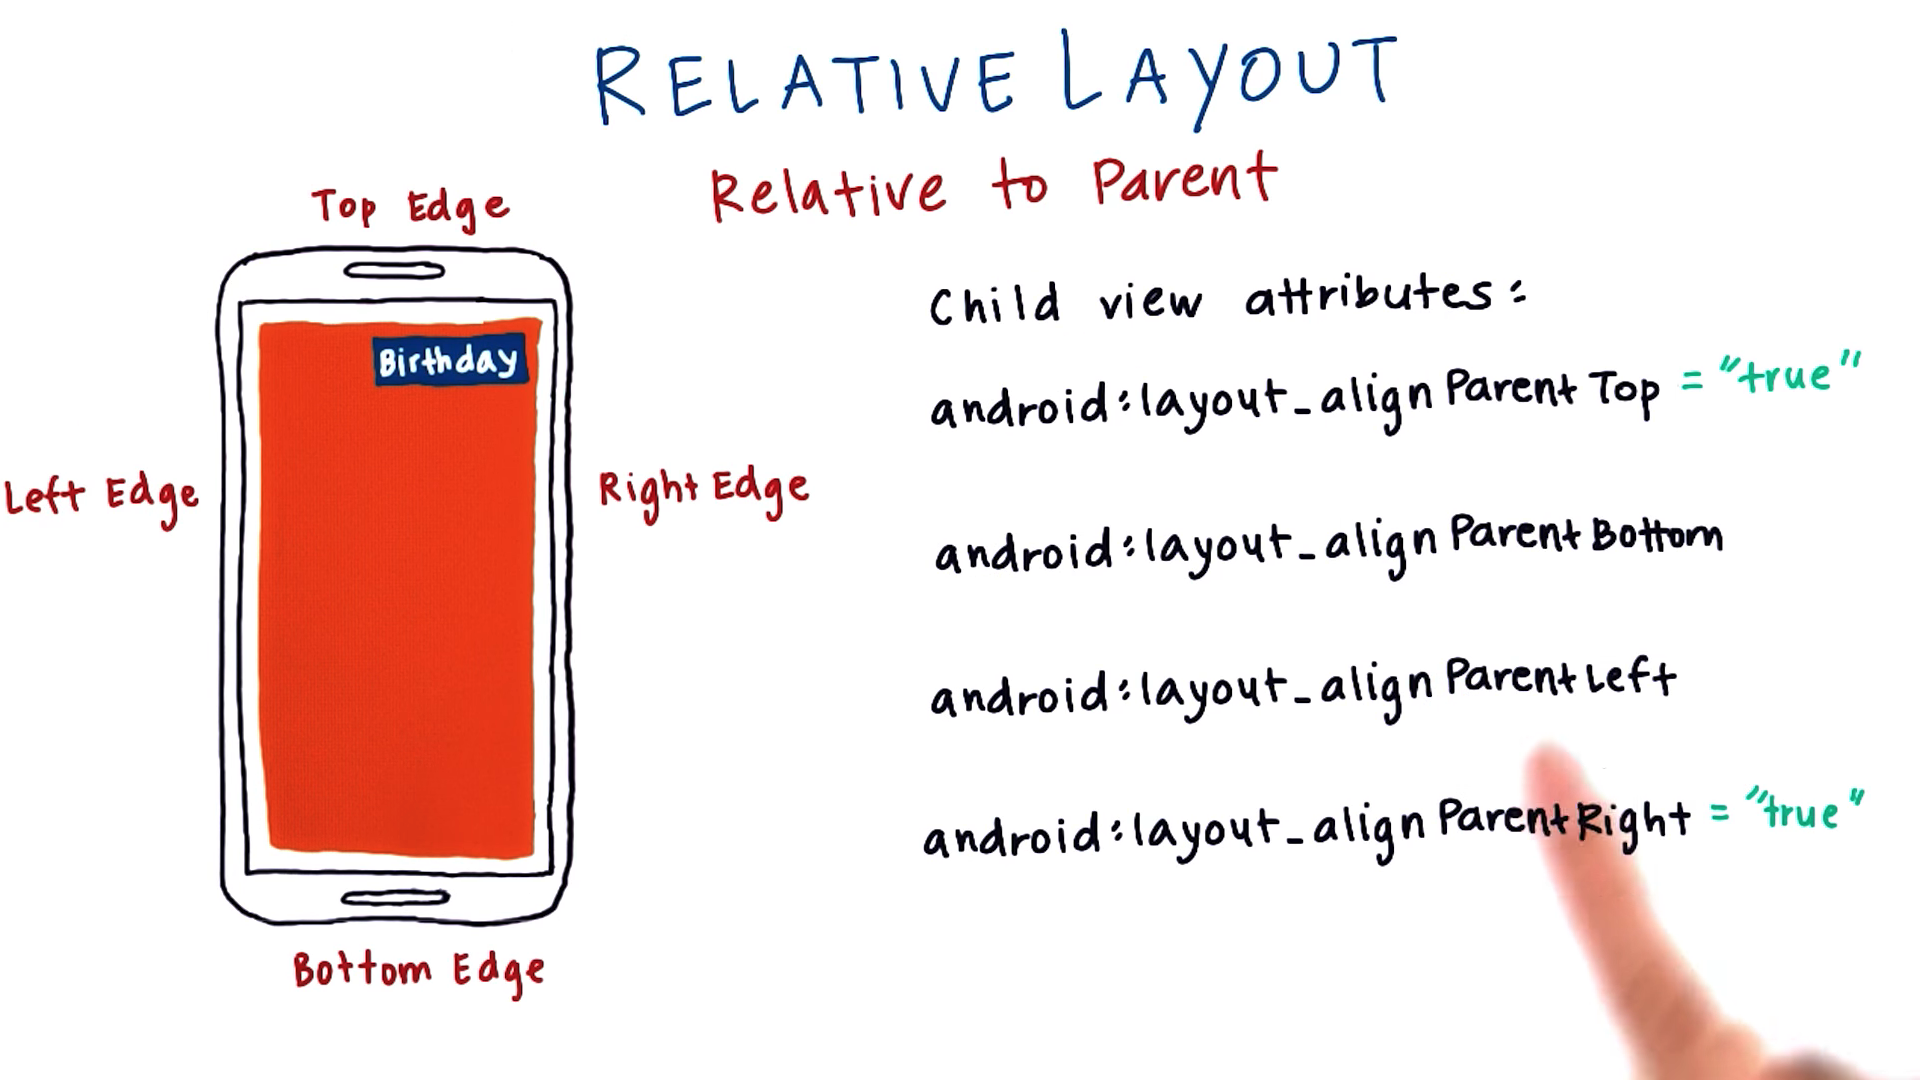 RELATIVE LAYOUT
Relative to Parent
Top Edge
Birthday
Left Edge
Right Edge
Bottom Edge
Child view attributes:
android:layout_alignParentTop = "true"
android:layout_alignParentBottom
android:layout_alignParentLeft
android:layout_alignParentRight = "true"